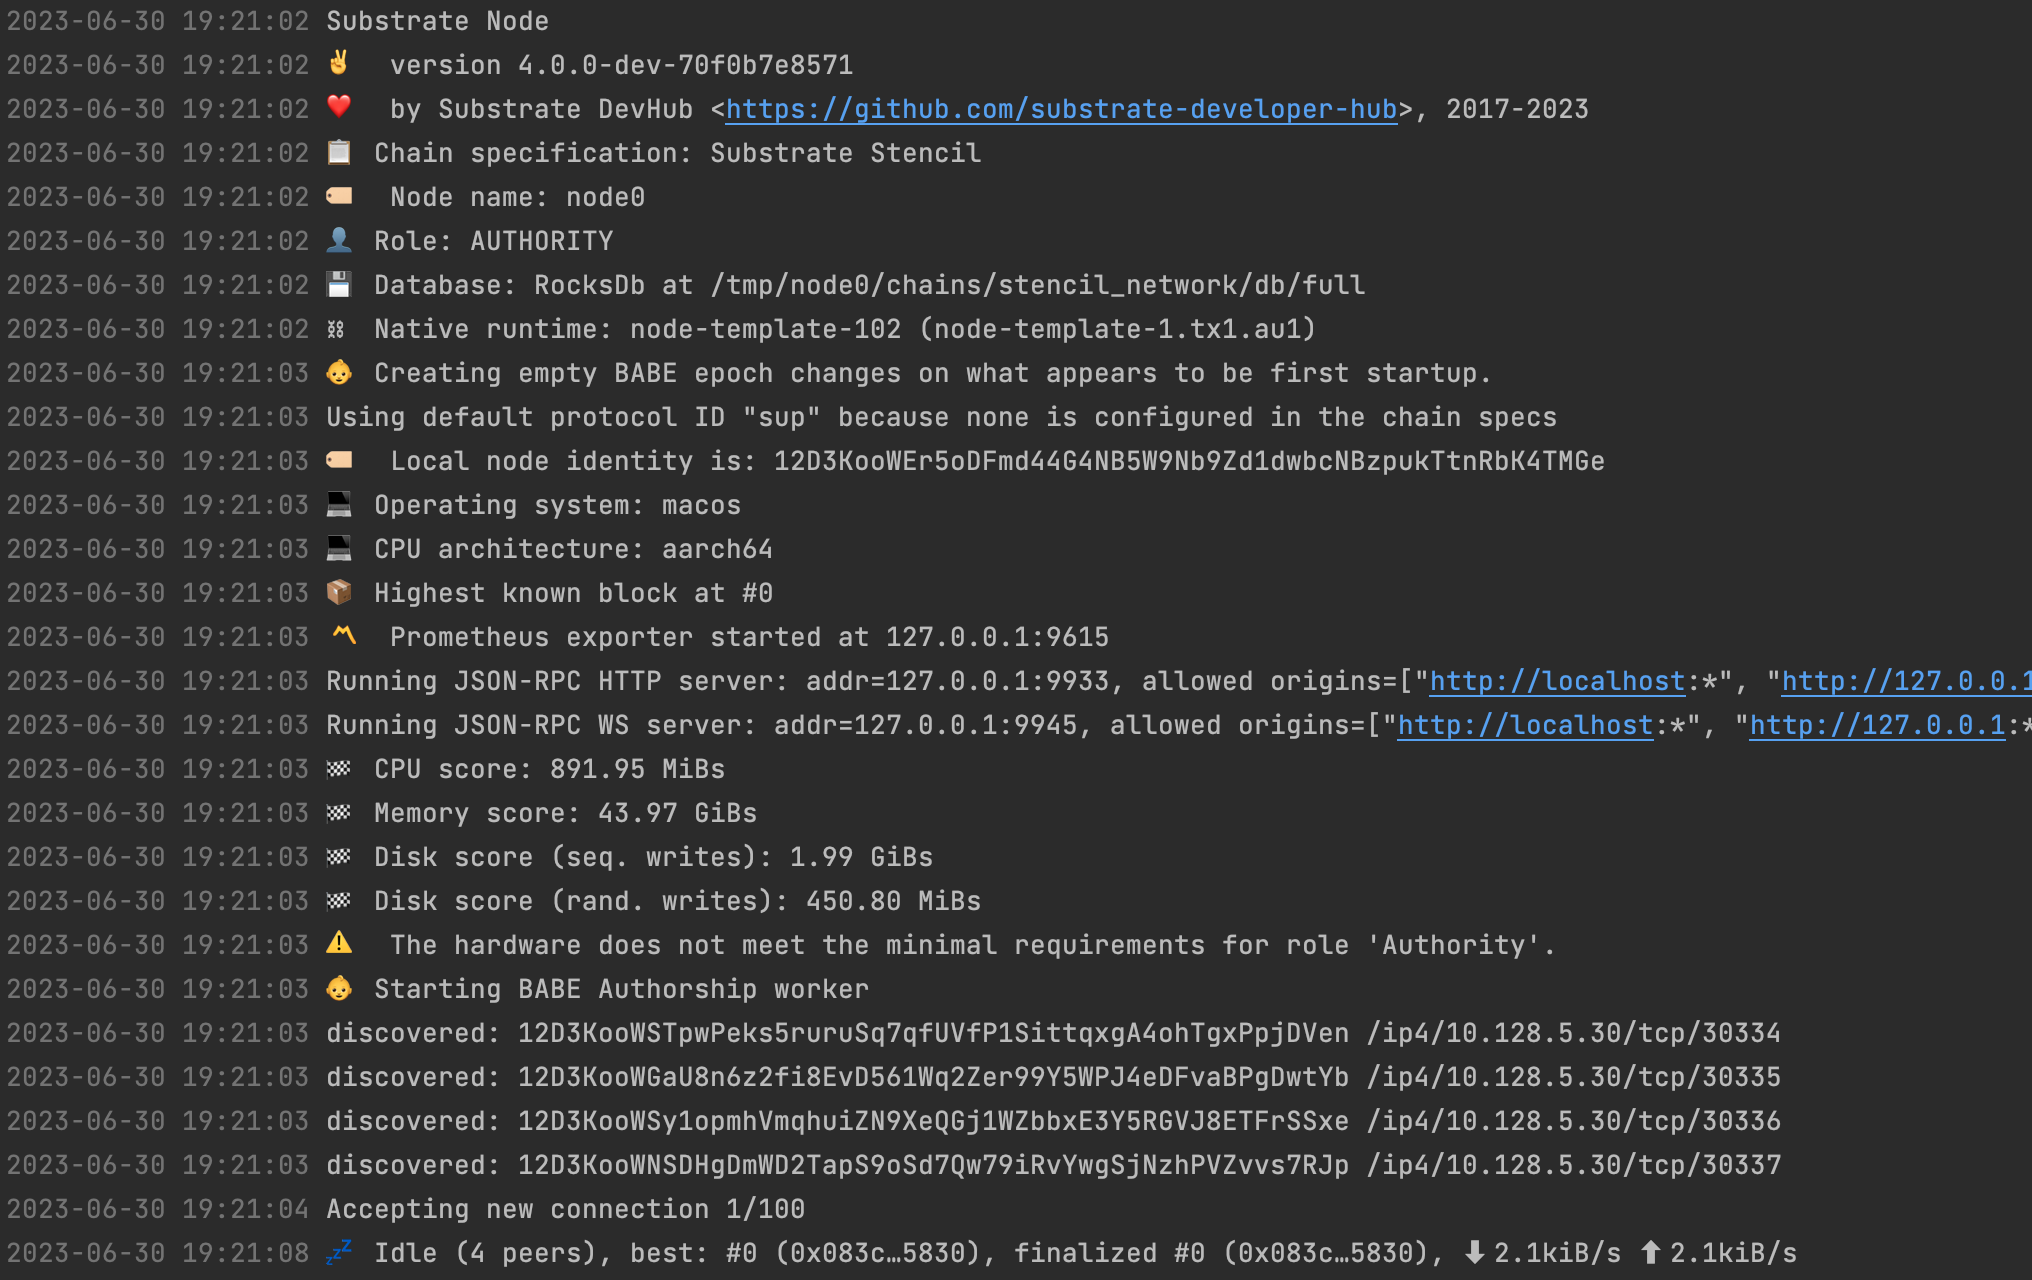 2023-06-30 19:21:02 Substrate Node
2023-06-30 19:21:02 ✌️  version 4.0.0-dev-70f0b7e8571
2023-06-30 19:21:02 ❤️  by Substrate DevHub <https://github.com/substrate-developer-hub>, 2017-2023
2023-06-30 19:21:02 📋 Chain specification: Substrate Stencil
2023-06-30 19:21:02 🏷  Node name: node0
2023-06-30 19:21:02 👤 Role: AUTHORITY
2023-06-30 19:21:02 💾 Database: RocksDb at /tmp/node0/chains/stencil_network/db/full
2023-06-30 19:21:02 ⛓  Native runtime: node-template-102 (node-template-1.tx1.au1)
2023-06-30 19:21:03 👶 Creating empty BABE epoch changes on what appears to be first startup.
2023-06-30 19:21:03 Using default protocol ID "sup" because none is configured in the chain specs
2023-06-30 19:21:03 🏷  Local node identity is: 12D3KooWEr5oDFmd44G4NB5W9Nb9Zd1dwbcNBzpukTtnRbK4TMGe
2023-06-30 19:21:03 💻 Operating system: macos
2023-06-30 19:21:03 💻 CPU architecture: aarch64
2023-06-30 19:21:03 📦 Highest known block at #0
2023-06-30 19:21:03 〽️  Prometheus exporter started at 127.0.0.1:9615
2023-06-30 19:21:03 Running JSON-RPC HTTP server: addr=127.0.0.1:9933, allowed origins=["http://localhost:*", "http://127.0.0.1
2023-06-30 19:21:03 Running JSON-RPC WS server: addr=127.0.0.1:9945, allowed origins=["http://localhost:*", "http://127.0.0.1:*
2023-06-30 19:21:03 🏁 CPU score: 891.95 MiBs
2023-06-30 19:21:03 🏁 Memory score: 43.97 GiBs
2023-06-30 19:21:03 🏁 Disk score (seq. writes): 1.99 GiBs
2023-06-30 19:21:03 🏁 Disk score (rand. writes): 450.80 MiBs
2023-06-30 19:21:03 ⚠️  The hardware does not meet the minimal requirements for role 'Authority'.
2023-06-30 19:21:03 👶 Starting BABE Authorship worker
2023-06-30 19:21:03 discovered: 12D3KooWSTpwPeks5ruruSq7qfUVfP1SittqxgA4ohTgxPpjDVen /ip4/10.128.5.30/tcp/30334
2023-06-30 19:21:03 discovered: 12D3KooWGaU8n6z2fi8EvD561Wq2Zer99Y5WPJ4eDFvaBPgDwtYb /ip4/10.128.5.30/tcp/30335
2023-06-30 19:21:03 discovered: 12D3KooWSy1opmhVmqhuiZN9XeQGj1WZbbxE3Y5RGVJ8ETFrSSxe /ip4/10.128.5.30/tcp/30336
2023-06-30 19:21:03 discovered: 12D3KooWNSDHgDmWD2TapS9oSd7Qw79iRvYwgSjNzhPVZvvs7RJp /ip4/10.128.5.30/tcp/30337
2023-06-30 19:21:04 Accepting new connection 1/100
2023-06-30 19:21:08 💤 Idle (4 peers), best: #0 (0x083c…5830), finalized #0 (0x083c…5830), ⬇ 2.1kiB/s ⬆ 2.1kiB/s